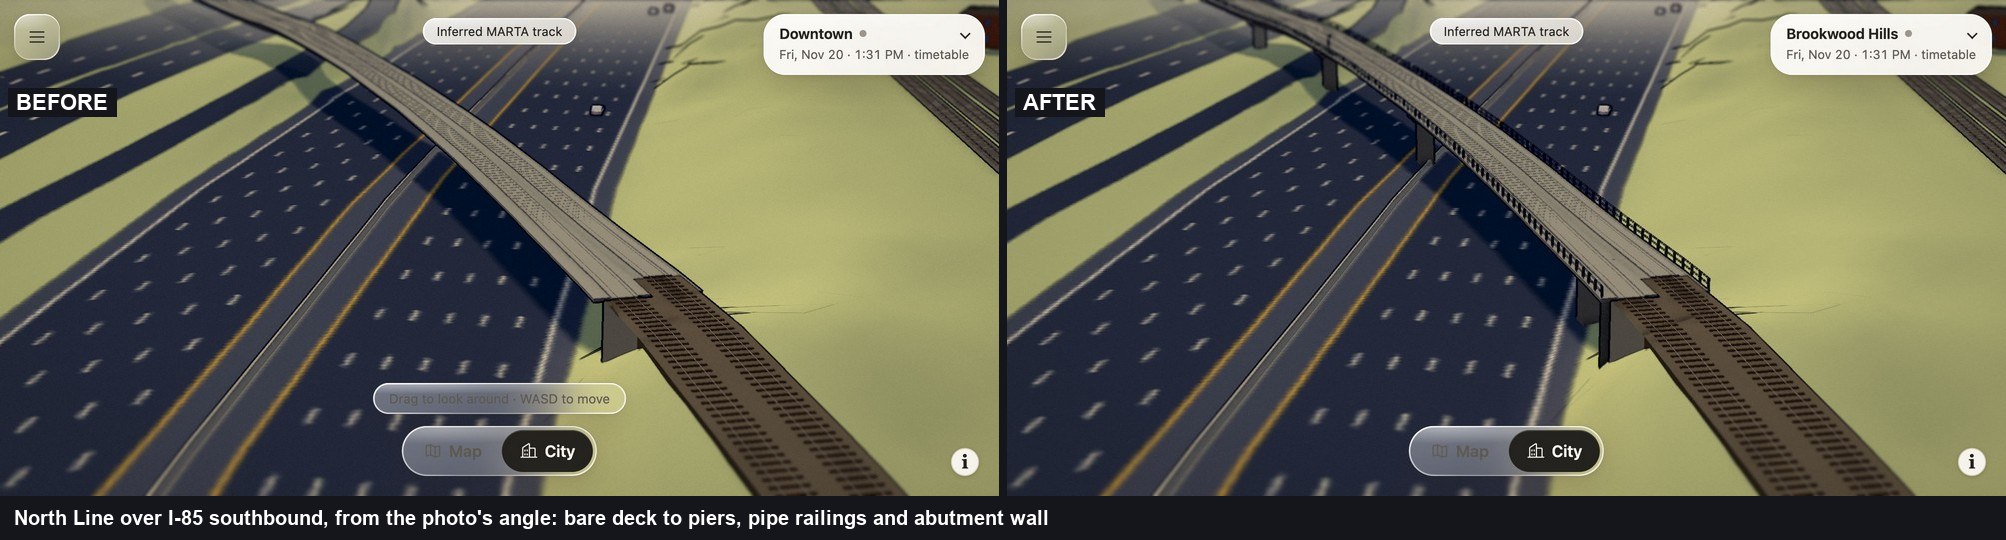 Inferred MARTA track
Downtown
Fri, Nov 20 · 1:31 PM · timetable
BEFORE
Drag to look around · WASD to move
Map
City
i
Inferred MARTA track
Brookwood Hills
Fri, Nov 20 · 1:31 PM · timetable
AFTER
Map
City
i
North Line over I-85 southbound, from the photo's angle: bare deck to piers, pipe railings and abutment wall